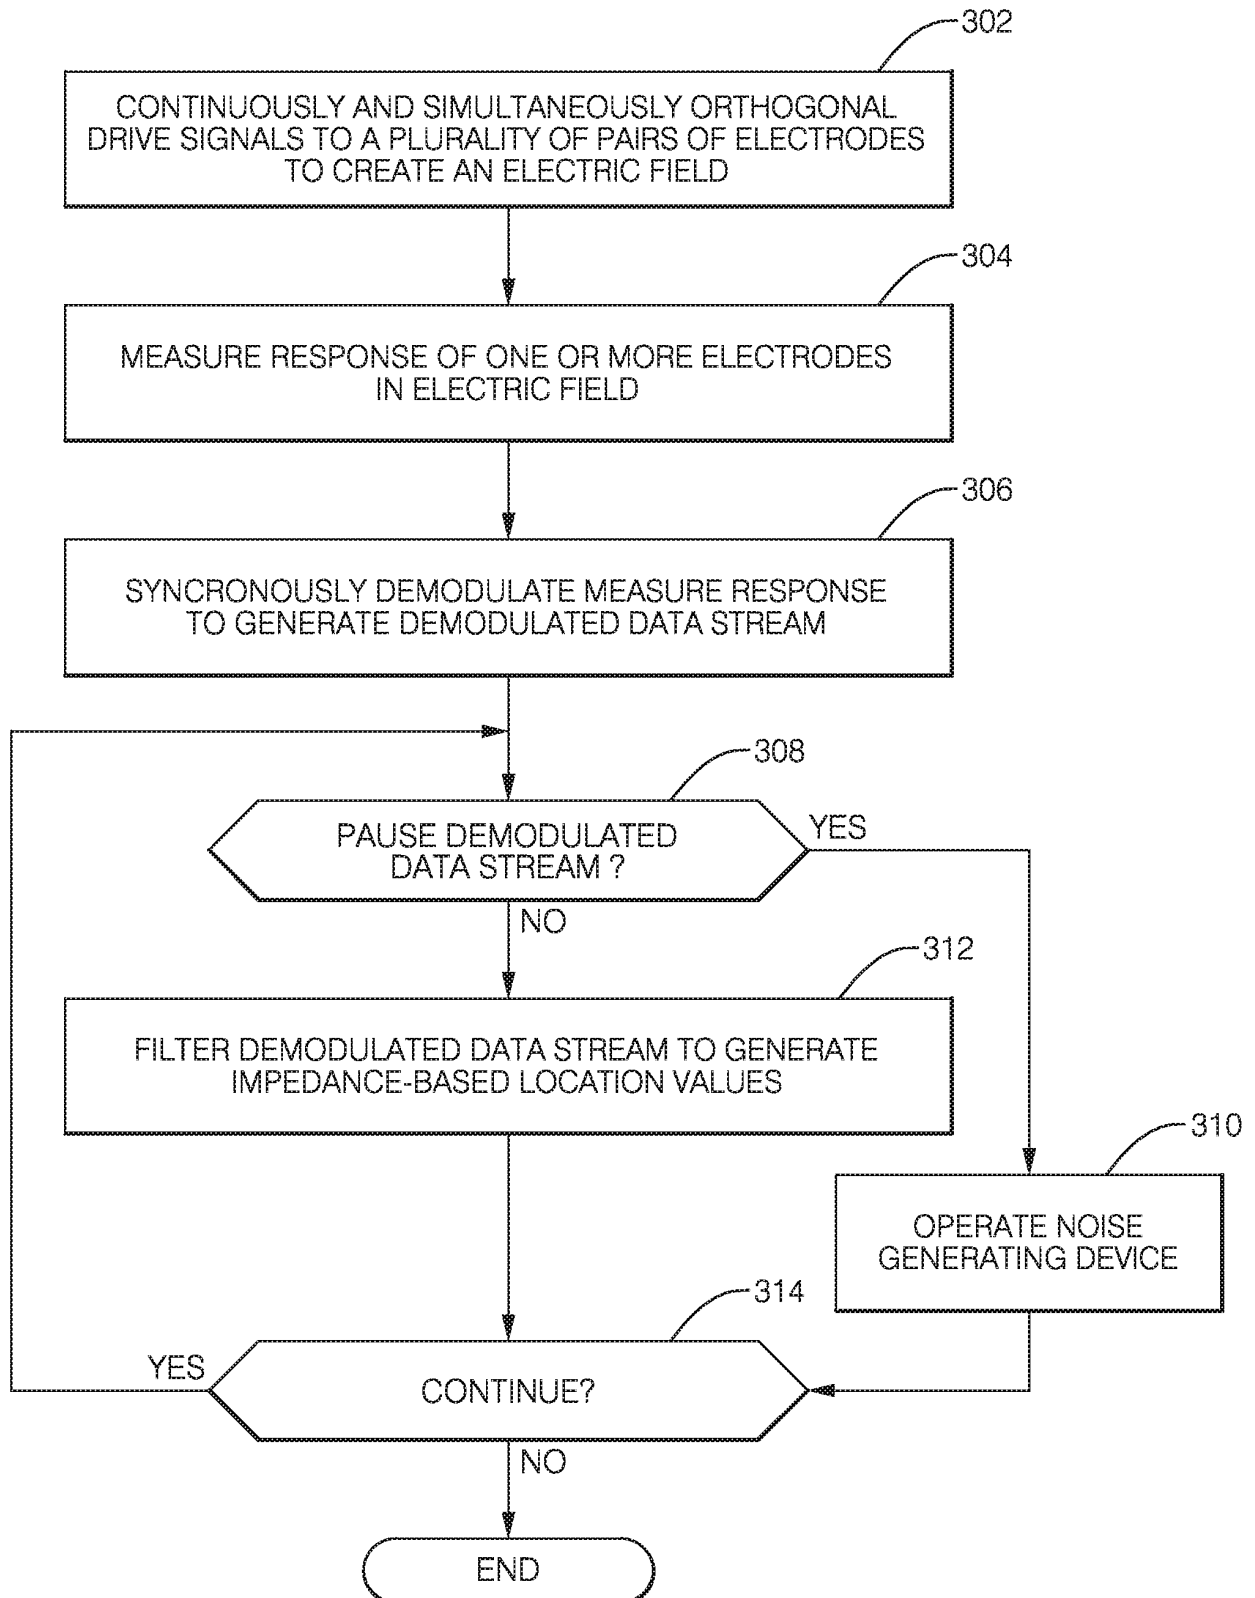 302
CONTINUOUSLY AND SIMULTANEOUSLY ORTHOGONAL
DRIVE SIGNALS TO A PLURALITY OF PAIRS OF ELECTRODES
TO CREATE AN ELECTRIC FIELD
304
MEASURE RESPONSE OF ONE OR MORE ELECTRODES
IN ELECTRIC FIELD
306
SYNCRONOUSLY DEMODULATE MEASURE RESPONSE
TO GENERATE DEMODULATED DATA STREAM
308
PAUSE DEMODULATED
DATA STREAM ?
YES
NO
312
FILTER DEMODULATED DATA STREAM TO GENERATE
IMPEDANCE-BASED LOCATION VALUES
310
OPERATE NOISE
GENERATING DEVICE
314
YES
CONTINUE?
NO
END